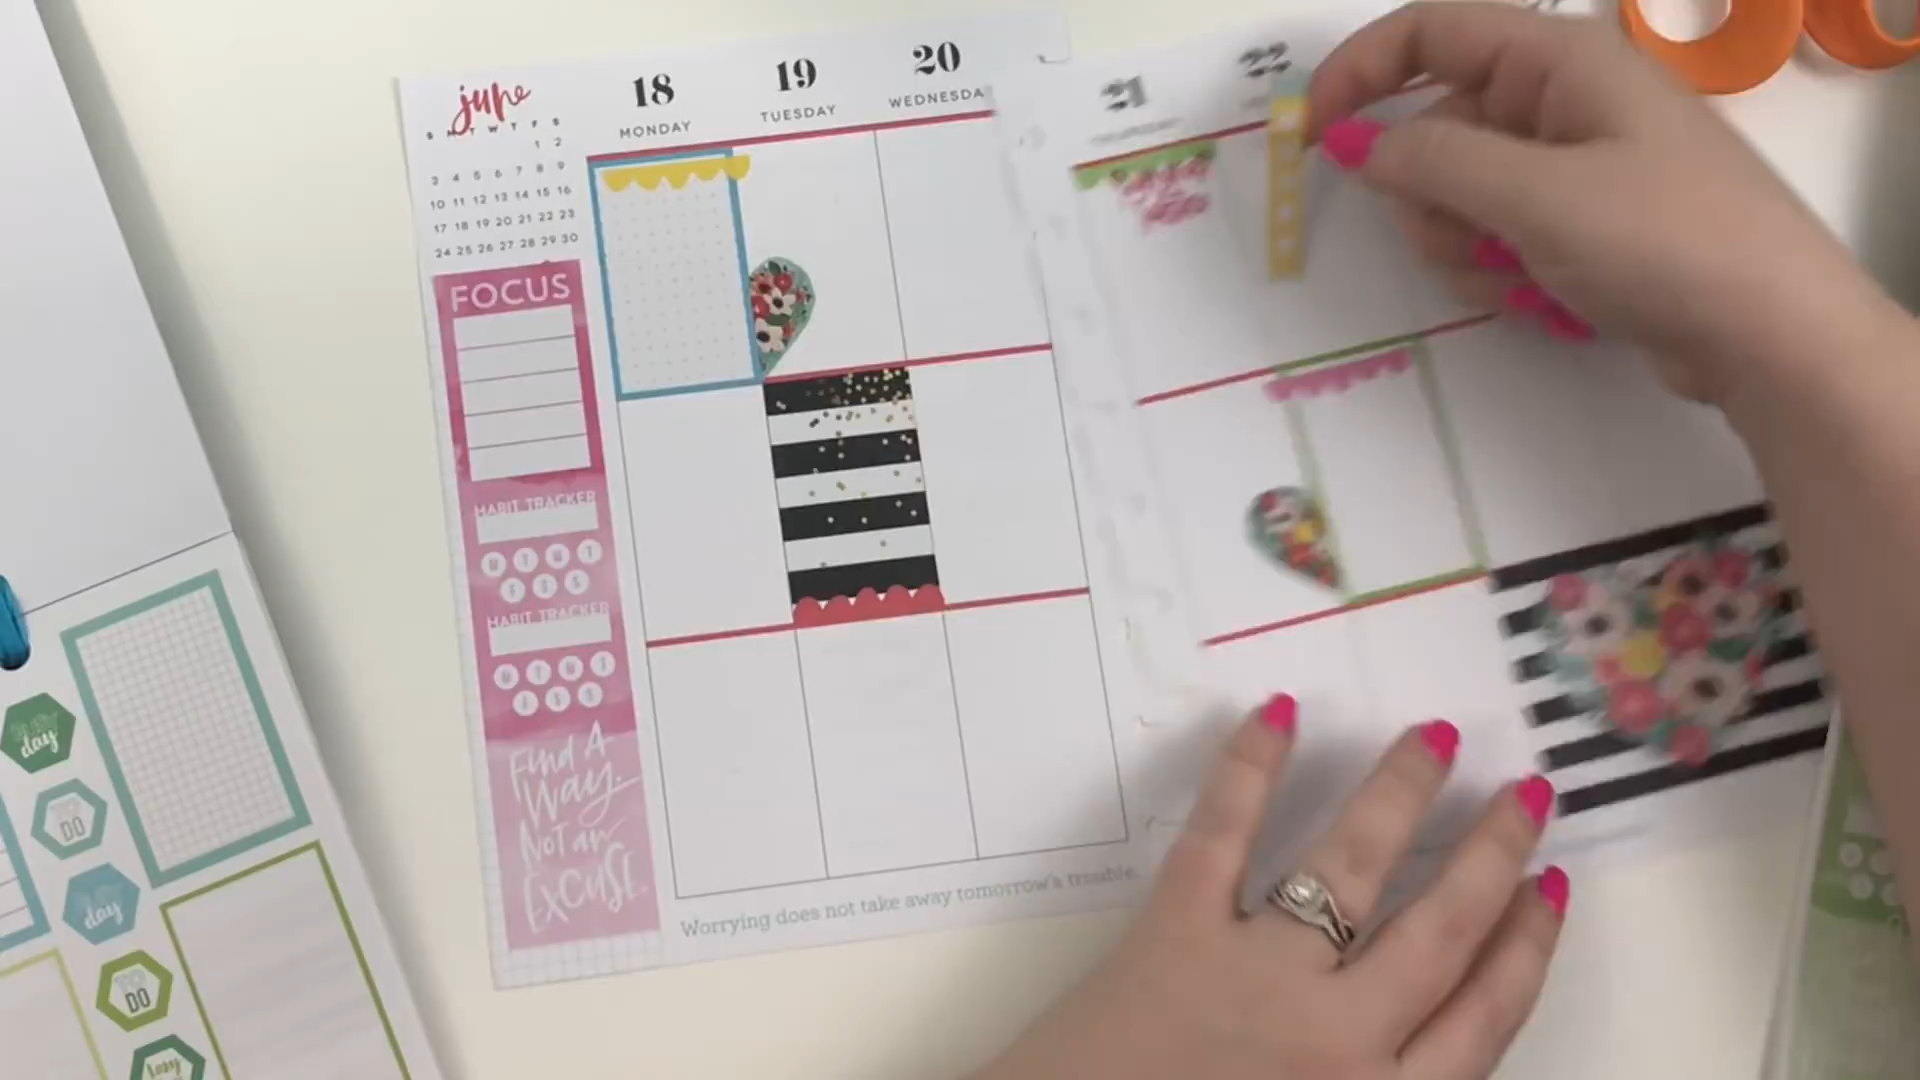 june
S M T W T F S
1 2
3 4 5 6 7 8 9
10 11 12 13 14 15 16
17 18 19 20 21 22 23
24 25 26 27 28 29 30
18
MONDAY
19
TUESDAY
20
WEDNESDA
21
22
FOCUS
HABIT TRACKER
M T W T
F S S
HABIT TRACKER
M T W T
F S S
FIND A
WAY.
NOT AN
EXCUSE.
Worrying does not take away tomorrow's trouble.
day
DO
day
DO